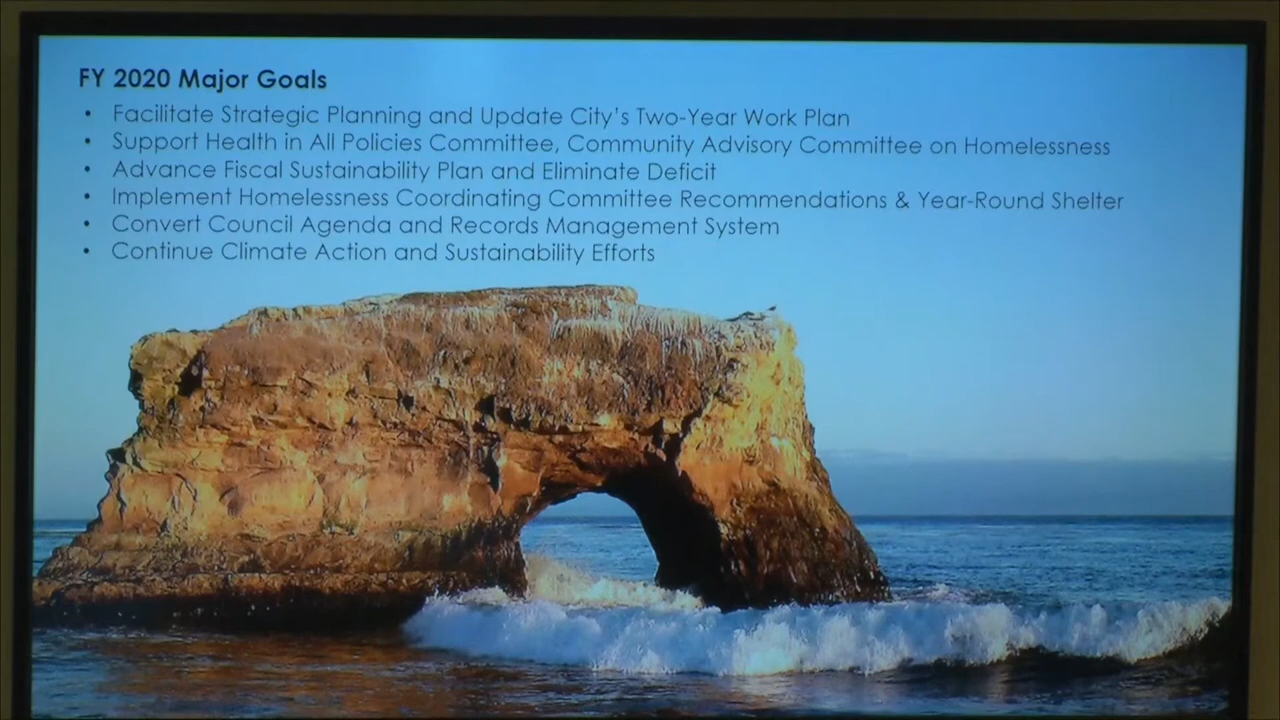 FY 2020 Major Goals
• Facilitate Strategic Planning and Update City's Two-Year Work Plan
• Support Health in All Policies Committee, Community Advisory Committee on Homelessness
• Advance Fiscal Sustainability Plan and Eliminate Deficit
• Implement Homelessness Coordinating Committee Recommendations & Year-Round Shelter
• Convert Council Agenda and Records Management System
• Continue Climate Action and Sustainability Efforts